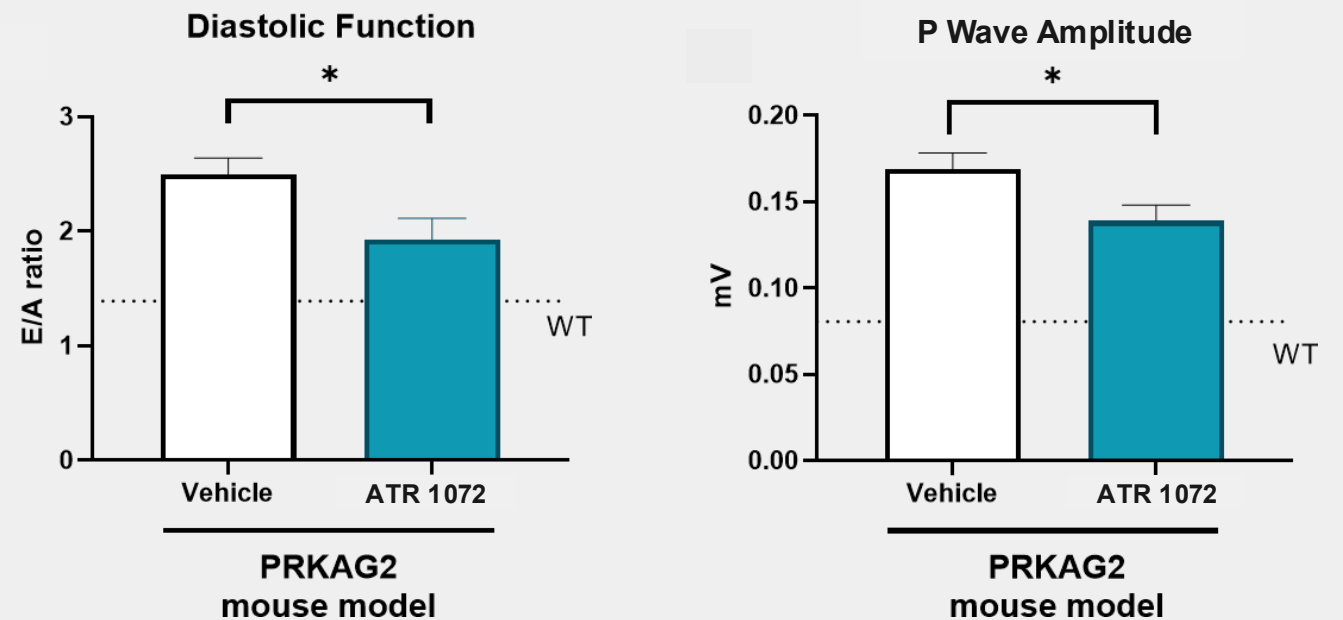 Diastolic Function
*
3
2
1
0
E/A ratio
WT
Vehicle
ATR 1072
PRKAG2
mouse model
P Wave Amplitude
*
0.20
0.15
0.10
0.05
0.00
mV
WT
Vehicle
ATR 1072
PRKAG2
mouse model